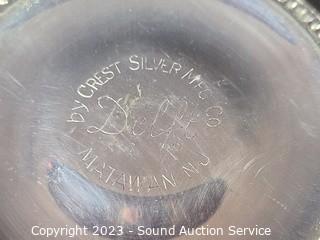 by CREST SILVER MFG Co
Delft
MATAWAN N.J.
Copyright 2023 - Sound Auction Service